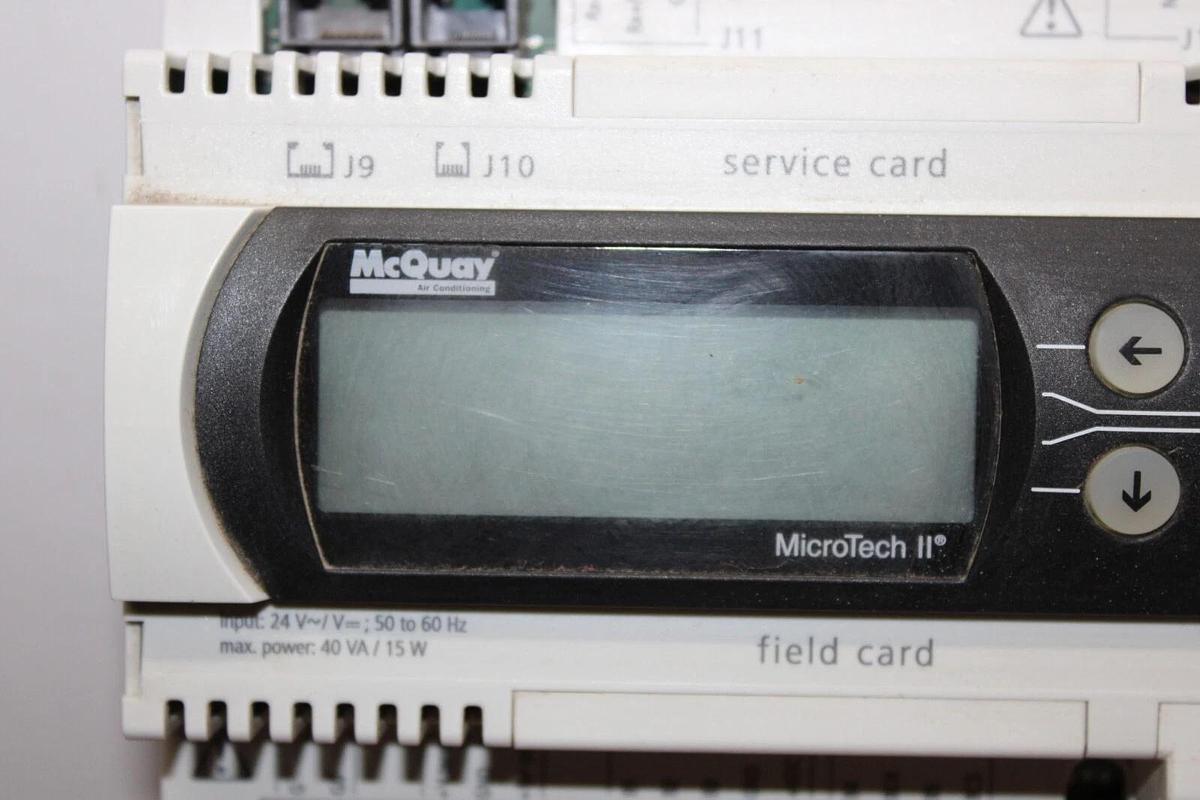 J11
J9
J10
service card
McQuay®
Air Conditioning
MicroTech II®
input: 24 V~/ V⎓ ; 50 to 60 Hz
max. power: 40 VA / 15 W
field card